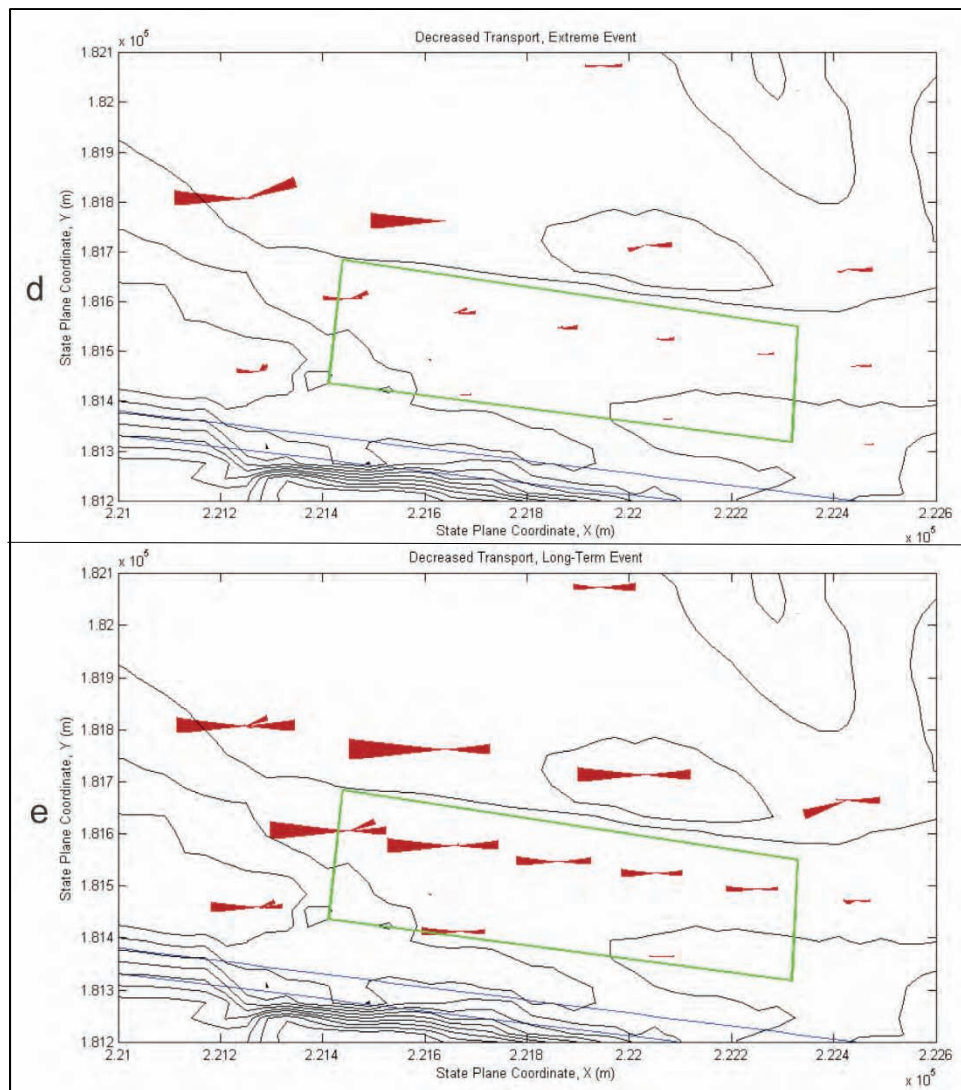 x 10^5
Decreased Transport, Extreme Event
1.821
1.82
1.819
1.818
1.817
1.816
1.815
1.814
1.813
1.812
State Plane Coordinate, Y (m)
d
2.21 2.212 2.214 2.216 2.218 2.22 2.222 2.224 2.226
State Plane Coordinate, X (m)
x 10^5
x 10^5
Decreased Transport, Long-Term Event
1.821
1.82
1.819
1.818
1.817
1.816
1.815
1.814
1.813
1.812
State Plane Coordinate, Y (m)
e
2.21 2.212 2.214 2.216 2.218 2.22 2.222 2.224 2.226
State Plane Coordinate, X (m)
x 10^5